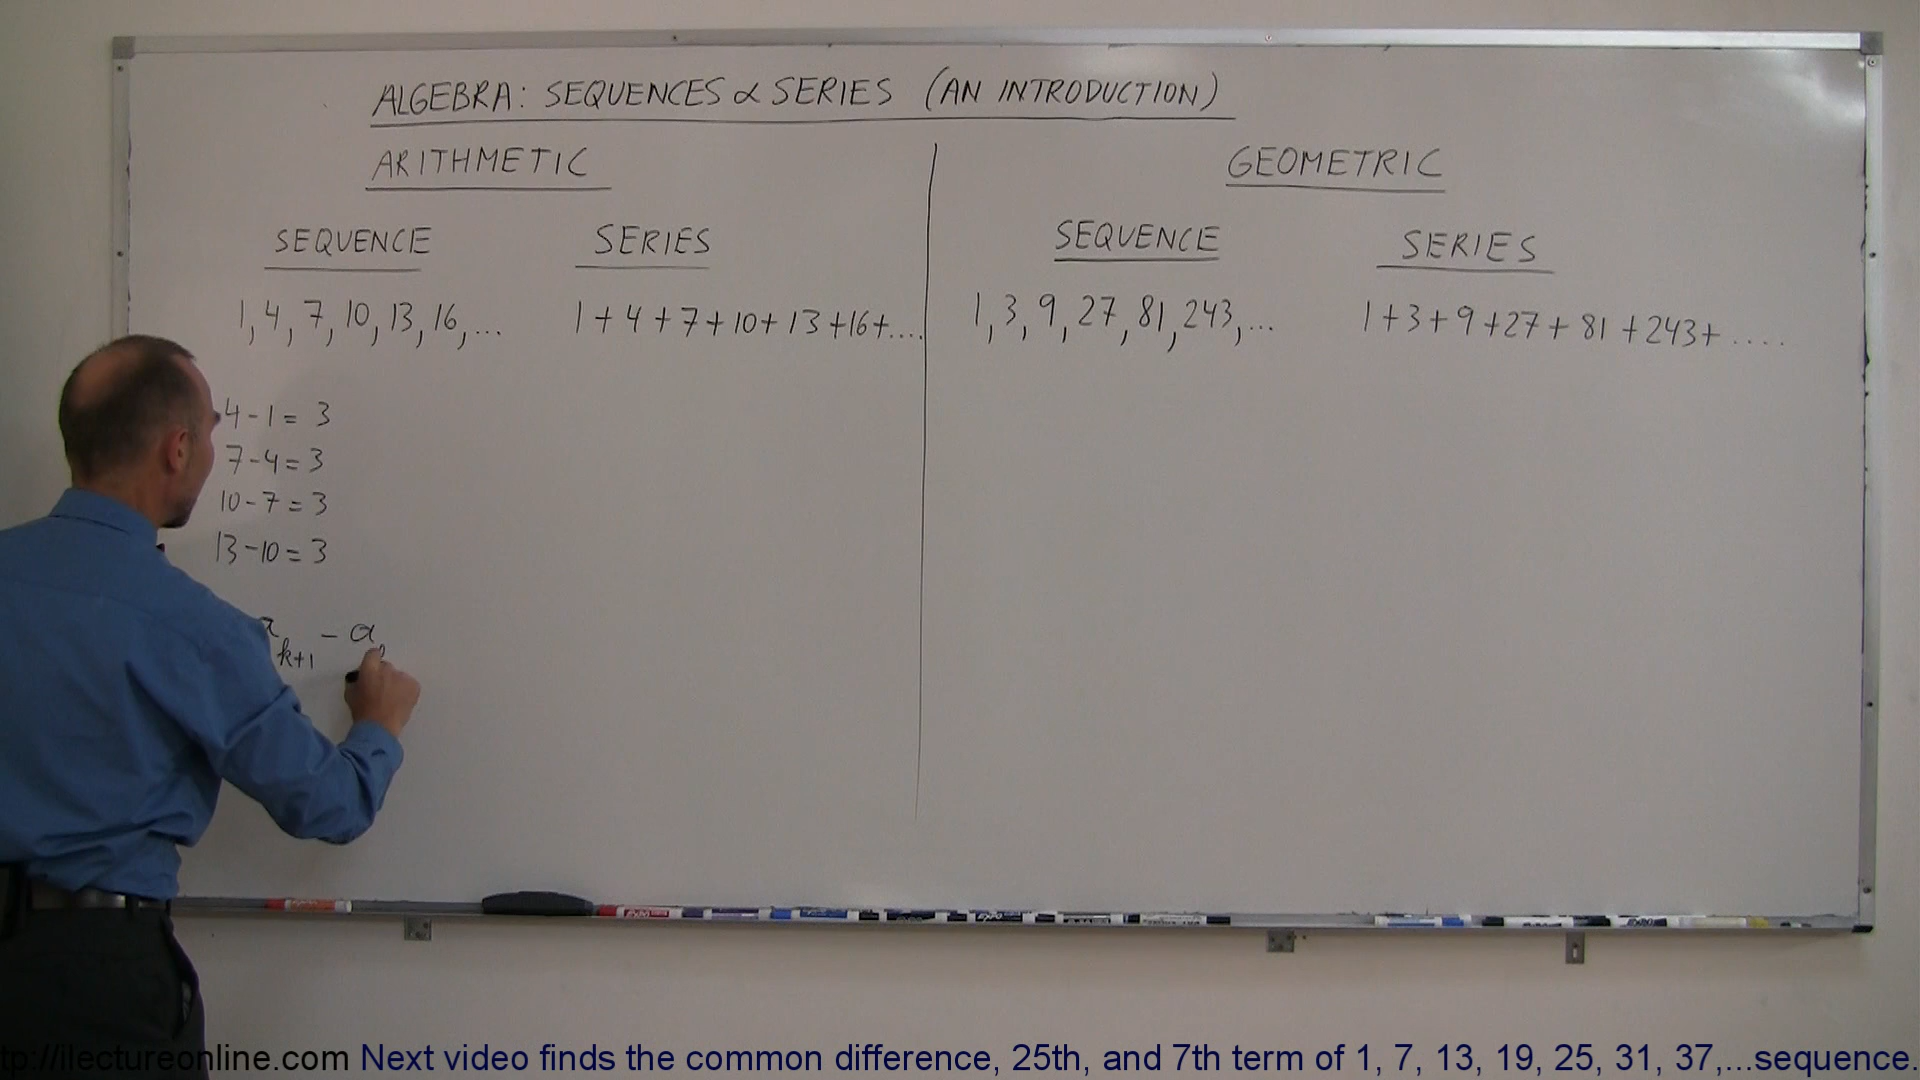 ALGEBRA: SEQUENCES & SERIES (AN INTRODUCTION)
ARITHMETIC
SEQUENCE SERIES
1, 4, 7, 10, 13, 16, ... 1 + 4 + 7 + 10 + 13 + 16 + ....
4 - 1 = 3
7 - 4 = 3
10 - 7 = 3
13 - 10 = 3
a_{k+1} - a
GEOMETRIC
SEQUENCE SERIES
1, 3, 9, 27, 81, 243, ... 1 + 3 + 9 + 27 + 81 + 243 + ....
tp://ilectureonline.com Next video finds the common difference, 25th, and 7th term of 1, 7, 13, 19, 25, 31, 37,...sequence.